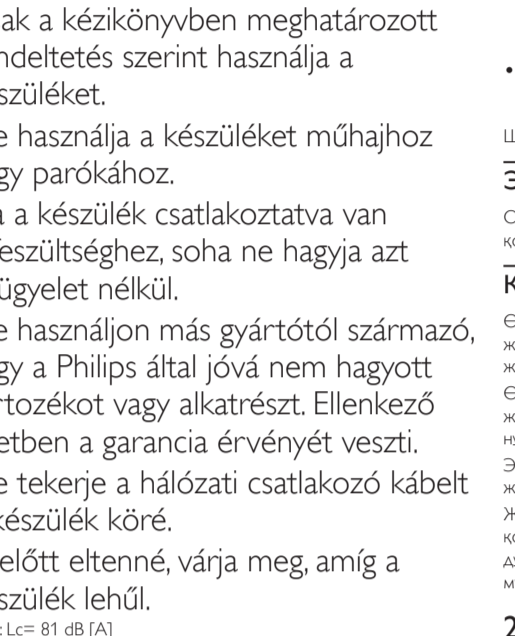 ak a kézikönyvben meghatározott
ndeltetés szerint használja a
szüléket.
e használja a készüléket műhajhoz
gy parókához.
a a készülék csatlakoztatva van
feszültséghez, soha ne hagyja azt
ügyelet nélkül.
e használjon más gyártótól származó,
gy a Philips által jóvá nem hagyott
rtozékot vagy alkatrészt. Ellenkező
etben a garancia érvényét veszti.
e tekerje a hálózati csatlakozó kábelt
készülék köré.
előtt eltenné, várja meg, amíg a
szülék lehűl.
: Lc= 81 dB [A]